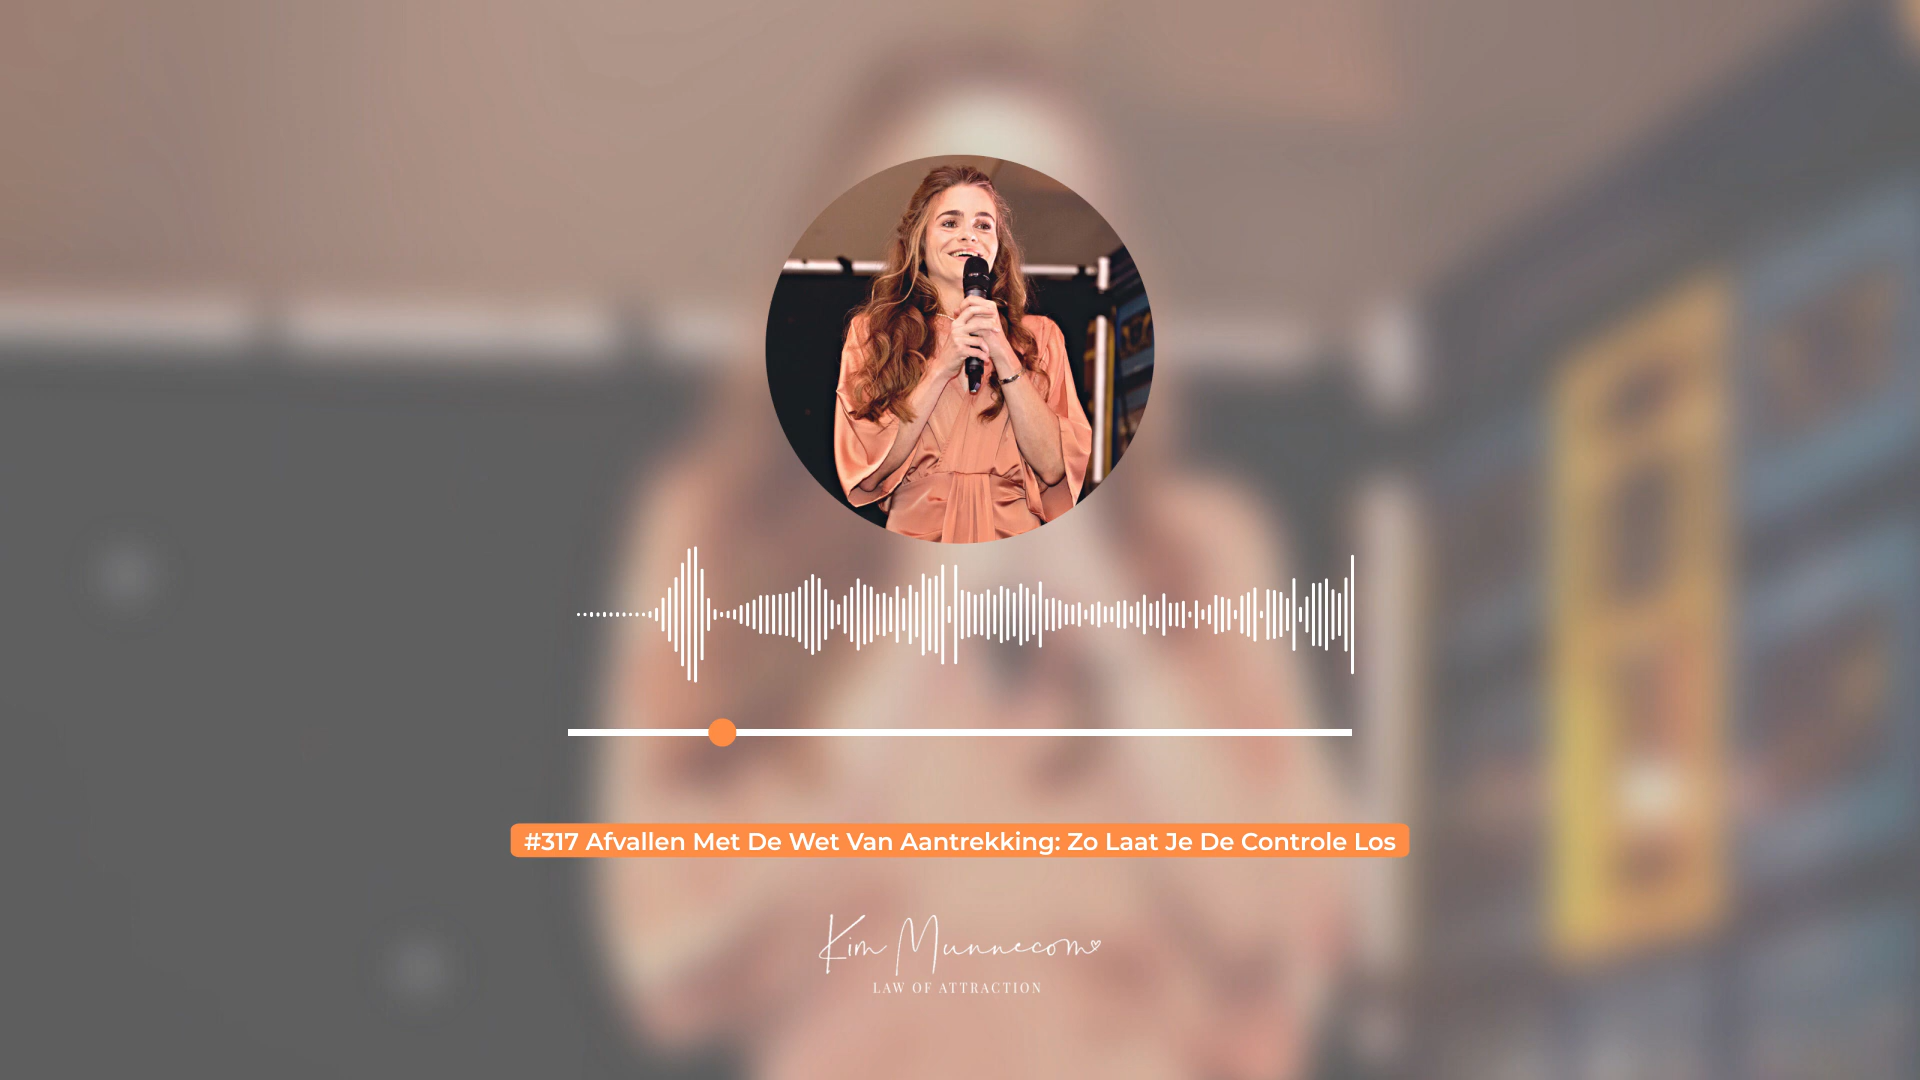 #317 Afvallen Met De Wet Van Aantrekking: Zo Laat Je De Controle Los
Kim Munnecom
LAW OF ATTRACTION